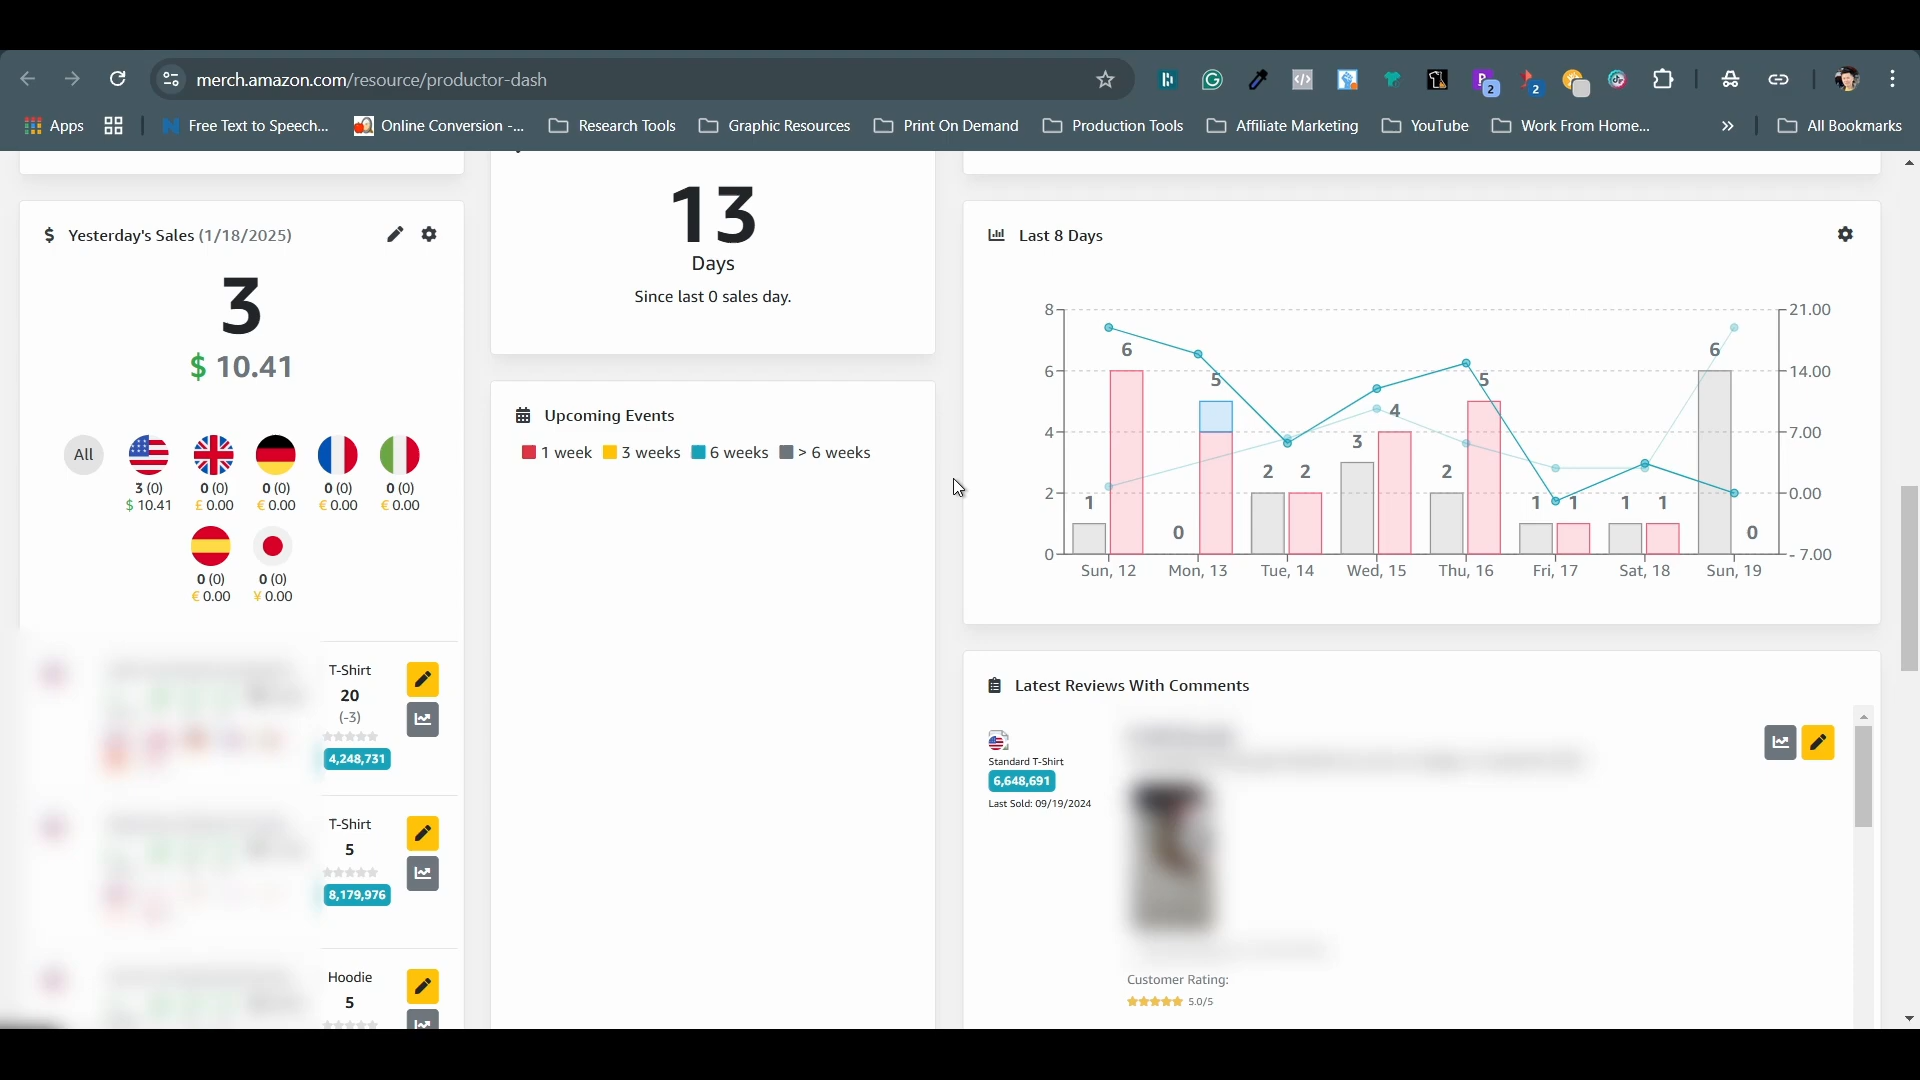 merch.amazon.com/resource/productor-dash
2
2
Apps
Free Text to Speech...
Online Conversion -...
Research Tools
Graphic Resources
Print On Demand
Production Tools
Affiliate Marketing
YouTube
Work From Home...
»
All Bookmarks
$ Yesterday's Sales (1/18/2025)
3
$ 10.41
All
3 (0)
$ 10.41
0 (0)
£ 0.00
0 (0)
€ 0.00
0 (0)
€ 0.00
0 (0)
€ 0.00
0 (0)
€ 0.00
0 (0)
¥ 0.00
T-Shirt
20
(-3)
4,248,731
T-Shirt
5
8,179,976
Hoodie
5
13
Days
Since last 0 sales day.
Upcoming Events
1 week 3 weeks 6 weeks > 6 weeks
Last 8 Days
8
6
4
2
0
21.00
14.00
7.00
0.00
- 7.00
1
6
0
5
2
2
3
4
2
5
1
1
1
1
6
0
Sun, 12
Mon, 13
Tue, 14
Wed, 15
Thu, 16
Fri, 17
Sat, 18
Sun, 19
Latest Reviews With Comments
Standard T-Shirt
6,648,691
Last Sold: 09/19/2024
Customer Rating:
5.0/5